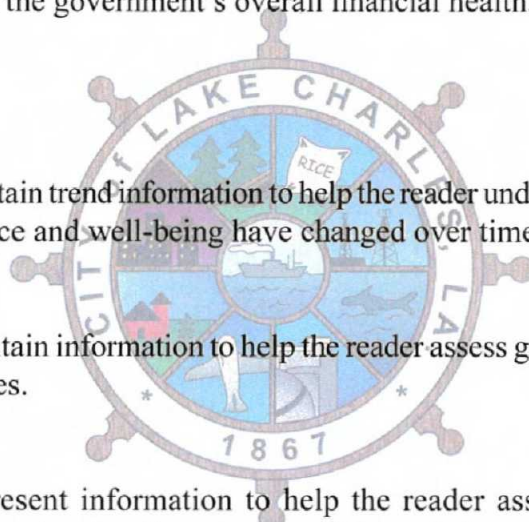 the government's overall financial health.
CITY of LAKE CHARLES, LA
RICE
tain trend information to help the reader und
ce and well-being have changed over time
tain information to help the reader assess g
es.
* 1867 *
resent information to help the reader ass